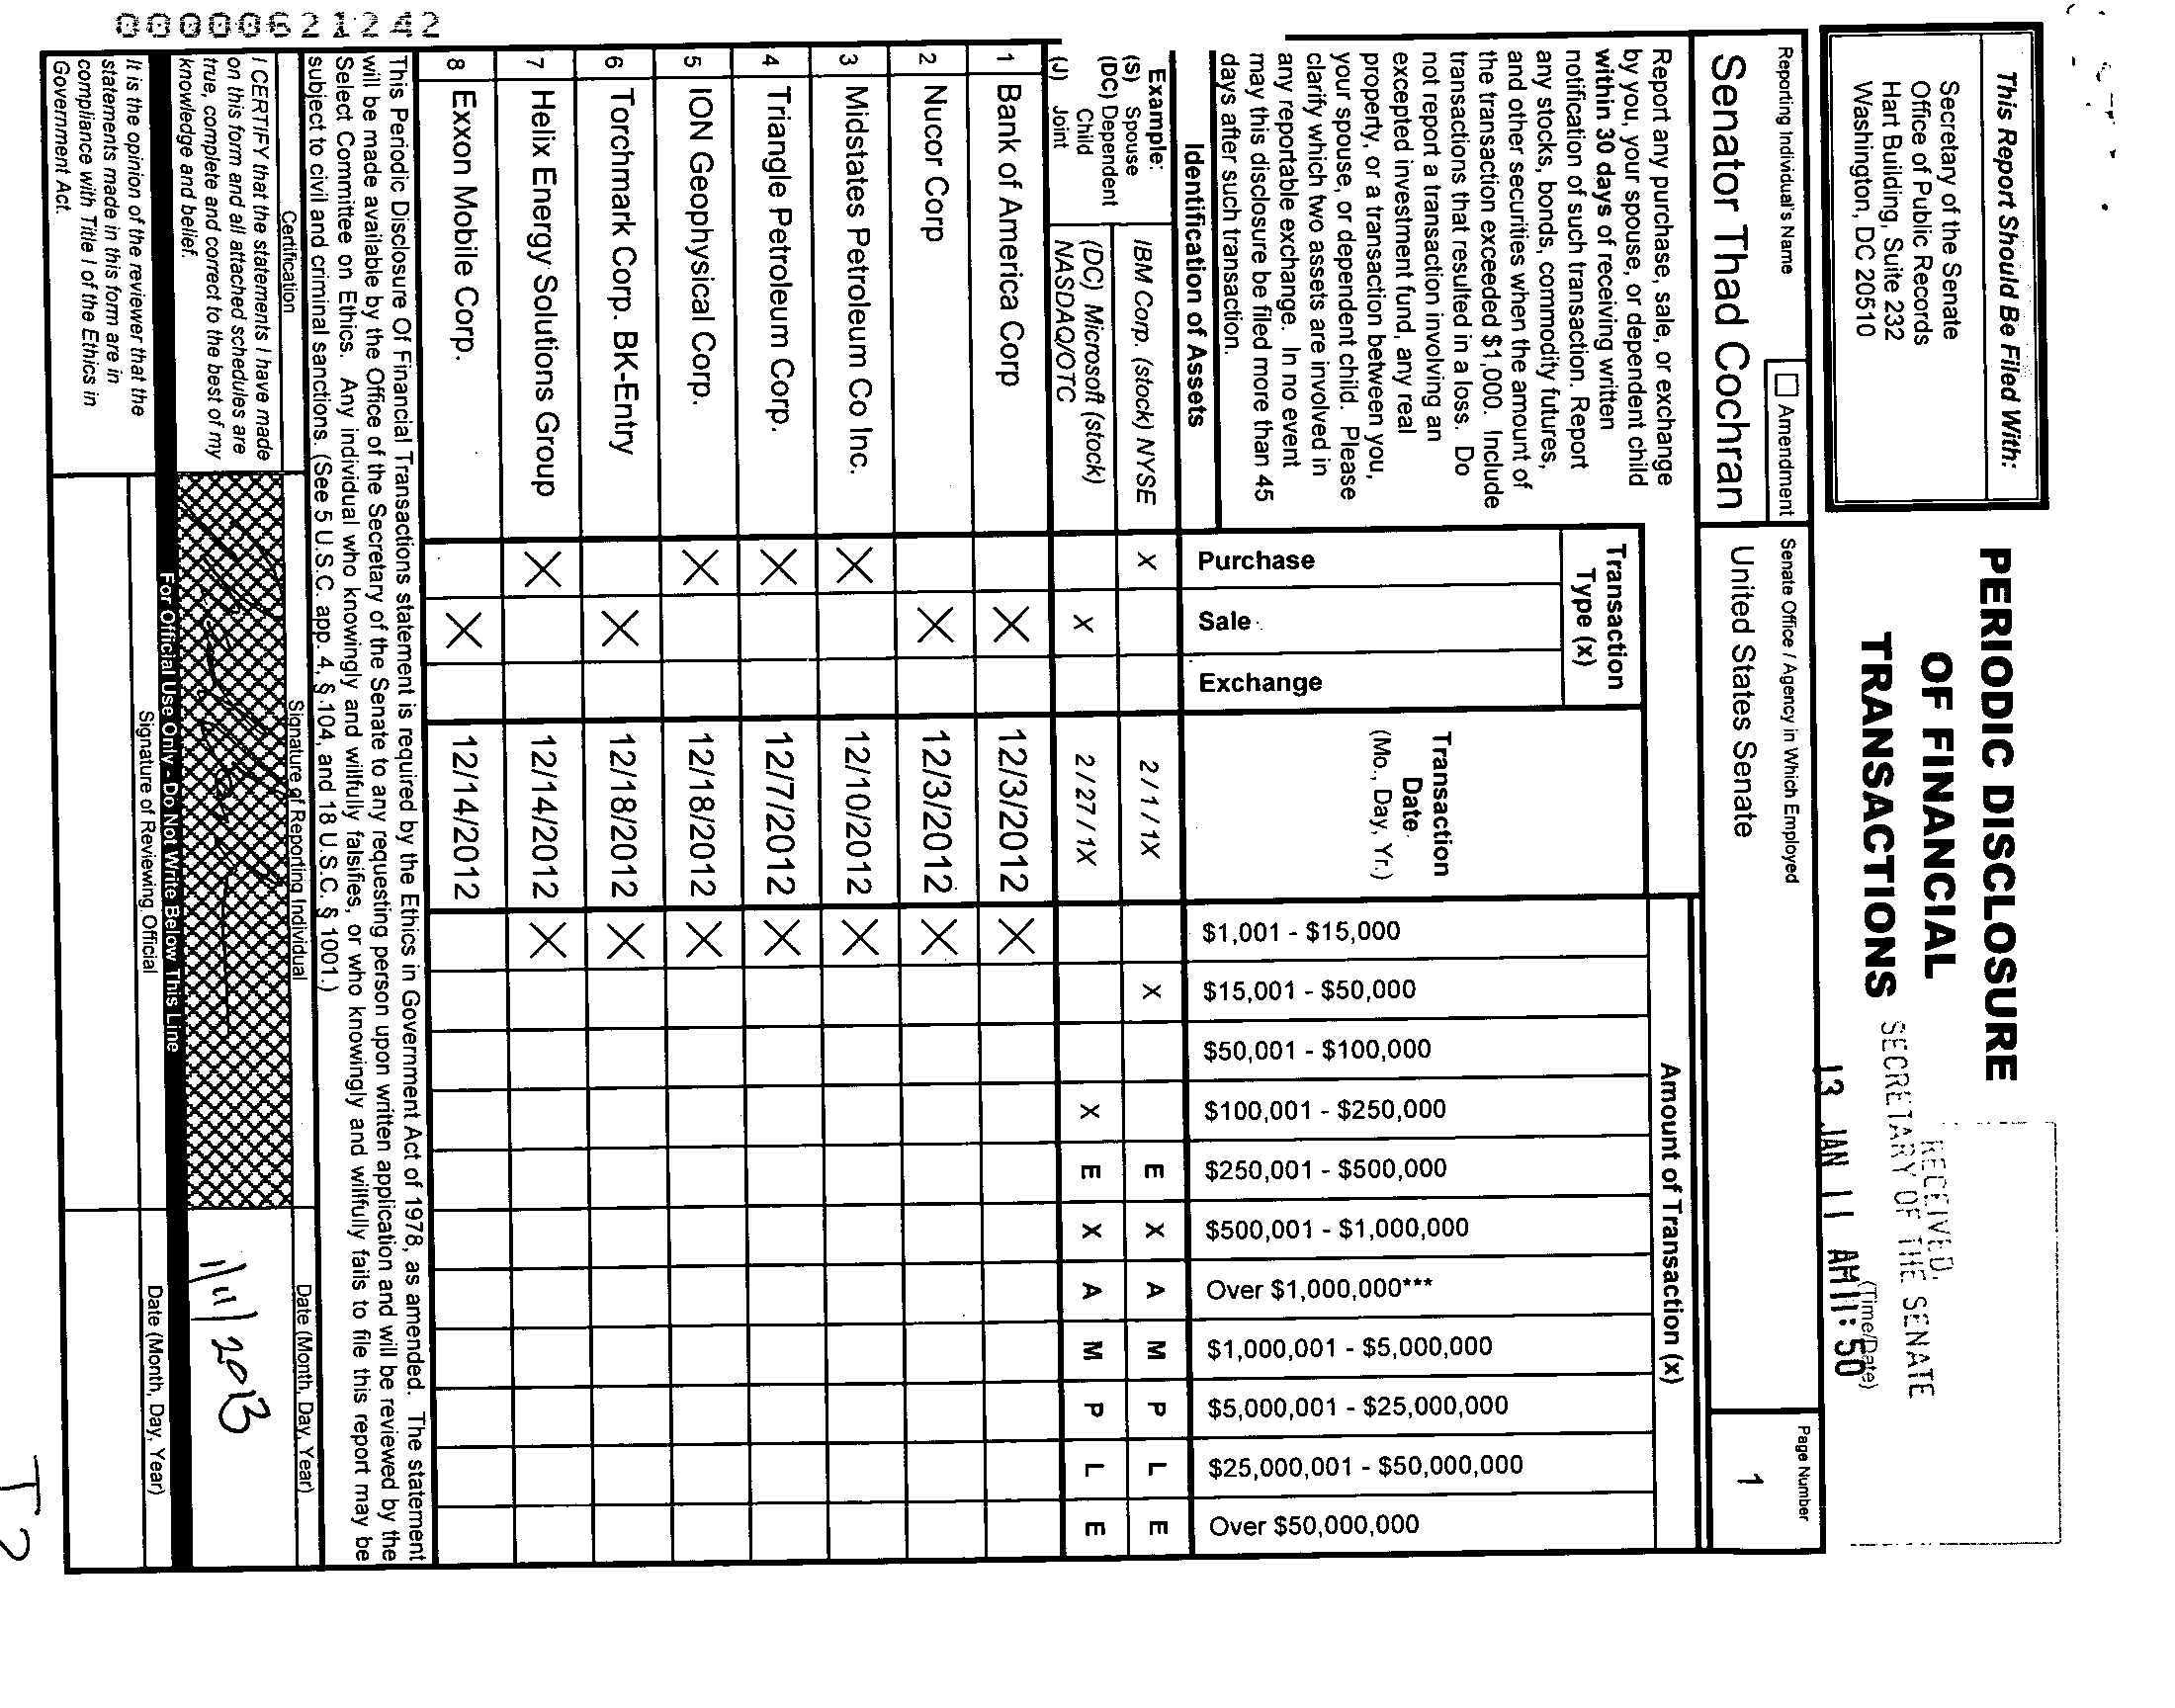 This Report Should Be Filed With:
Secretary of the Senate
Office of Public Records
Hart Building, Suite 232
Washington, DC 20510
PERIODIC DISCLOSURE
OF FINANCIAL
TRANSACTIONS
RECEIVED
SECRETARY OF THE SENATE
(Time/Date)
13 JAN 11 AM 11:50
Reporting Individual's Name
Amendment
Senate Office / Agency in Which Employed
Page Number
Senator Thad Cochran
United States Senate
1
Report any purchase, sale, or exchange
by you, your spouse, or dependent child
within 30 days of receiving written
notification of such transaction. Report
any stocks, bonds, commodity futures,
and other securities when the amount of
the transaction exceeded $1,000. Include
transactions that resulted in a loss. Do
not report a transaction involving an
excepted investment fund, any real
property, or a transaction between you,
your spouse, or dependent child. Please
clarify which two assets are involved in
any reportable exchange. In no event
may this disclosure be filed more than 45
days after such transaction.
Identification of Assets
Transaction
Type (x)
Purchase
Sale
Exchange
Transaction
Date
(Mo., Day, Yr.)
Amount of Transaction (x)
$1,001 - $15,000
$15,001 - $50,000
$50,001 - $100,000
$100,001 - $250,000
$250,001 - $500,000
$500,001 - $1,000,000
Over $1,000,000***
$1,000,001 - $5,000,000
$5,000,001 - $25,000,000
$25,000,001 - $50,000,000
Over $50,000,000
Example:
(S) Spouse
(DC) Dependent
Child
(J) Joint
IBM Corp. (stock) NYSE X 2 / 1 / 1X X E X A M P L E
(DC) Microsoft (stock)
NASDAQ/OTC X 2 / 27 / 1X X E X A M P L E
1 Bank of America Corp X 12/3/2012 X
2 Nucor Corp X 12/3/2012 X
3 Midstates Petroleum Co Inc. X 12/10/2012 X
4 Triangle Petroleum Corp. X 12/7/2012 X
5 ION Geophysical Corp. X 12/18/2012 X
6 Torchmark Corp. BK-Entry X 12/18/2012 X
7 Helix Energy Solutions Group X 12/14/2012 X
8 Exxon Mobile Corp. X 12/14/2012
This Periodic Disclosure Of Financial Transactions statement is required by the Ethics in Government Act of 1978, as amended. The statement
will be made available by the Office of the Secretary of the Senate to any requesting person upon written application and will be reviewed by the
Select Committee on Ethics. Any individual who knowingly and willfully falsifies, or who knowingly and willfully fails to file this report may be
subject to civil and criminal sanctions. (See 5 U.S.C. app. 4, § 104, and 18 U.S.C. § 1001.)
Certification
Signature of Reporting Individual
Date (Month, Day, Year)
I CERTIFY that the statements I have made
on this form and all attached schedules are
true, complete and correct to the best of my
knowledge and belief.
1/11/2013
For Official Use Only - Do Not Write Below This Line
It is the opinion of the reviewer that the
statements made in this form are in
compliance with Title I of the Ethics in
Government Act.
Signature of Reviewing Official
Date (Month, Day, Year)
00000621242